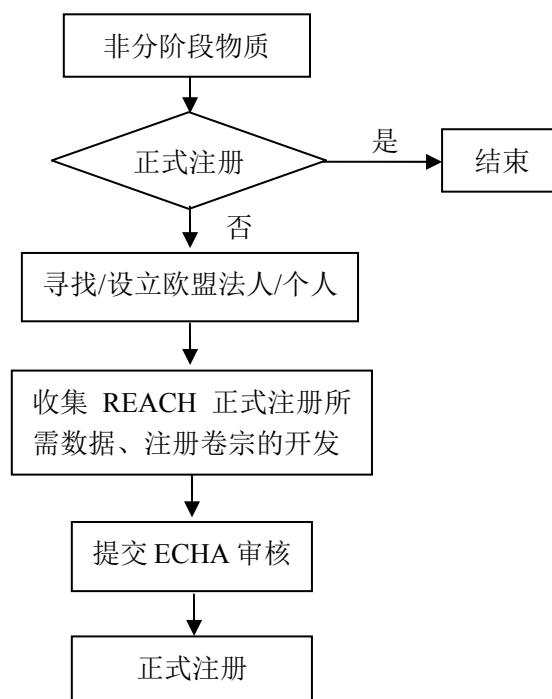 非分阶段物质
正式注册
是
结束
否
寻找/设立欧盟法人/个人
收集 REACH 正式注册所
需数据、注册卷宗的开发
提交 ECHA 审核
正式注册